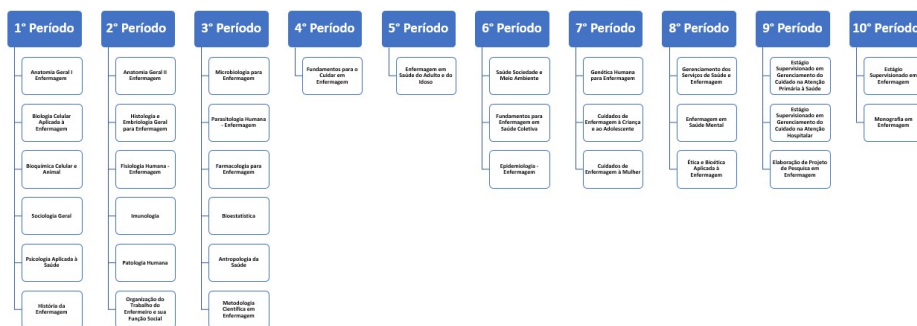 1° Período
Anatomia Geral I
Enfermagem
Biologia Celular
Aplicada à
Enfermagem
Bioquímica Celular e
Animal
Sociologia Geral
Psicologia Aplicada à
Saúde
História da
Enfermagem
2° Período
Anatomia Geral II
Enfermagem
Histologia e
Embriologia Geral
para Enfermagem
Fisiologia Humana -
Enfermagem
Imunologia
Patologia Humana
Organização do
Trabalho do
Enfermeiro e sua
Função Social
3° Período
Microbiologia para
Enfermagem
Parasitologia Humana
- Enfermagem
Farmacologia para
Enfermagem
Bioestatística
Antropologia da
Saúde
Metodologia
Científica em
Enfermagem
4° Período
Fundamentos para o
Cuidar em
Enfermagem
5° Período
Enfermagem em
Saúde do Adulto e do
Idoso
6° Período
Saúde Sociedade e
Meio Ambiente
Fundamentos para
Enfermagem em
Saúde Coletiva
Epidemiologia -
Enfermagem
7° Período
Genética Humana
para Enfermagem
Cuidados de
Enfermagem à Criança
e ao Adolescente
Cuidados de
Enfermagem à Mulher
8° Período
Gerenciamento dos
Serviços de Saúde e
Enfermagem
Enfermagem em
Saúde Mental
Ética e Bioética
Aplicada à
Enfermagem
9° Período
Estágio
Supervisionado em
Gerenciamento do
Cuidado na Atenção
Primária à Saúde
Estágio
Supervisionado em
Gerenciamento do
Cuidado na Atenção
Hospitalar
Elaboração de Projeto
de Pesquisa em
Enfermagem
10° Período
Estágio
Supervisionado em
Enfermagem
Monografia em
Enfermagem